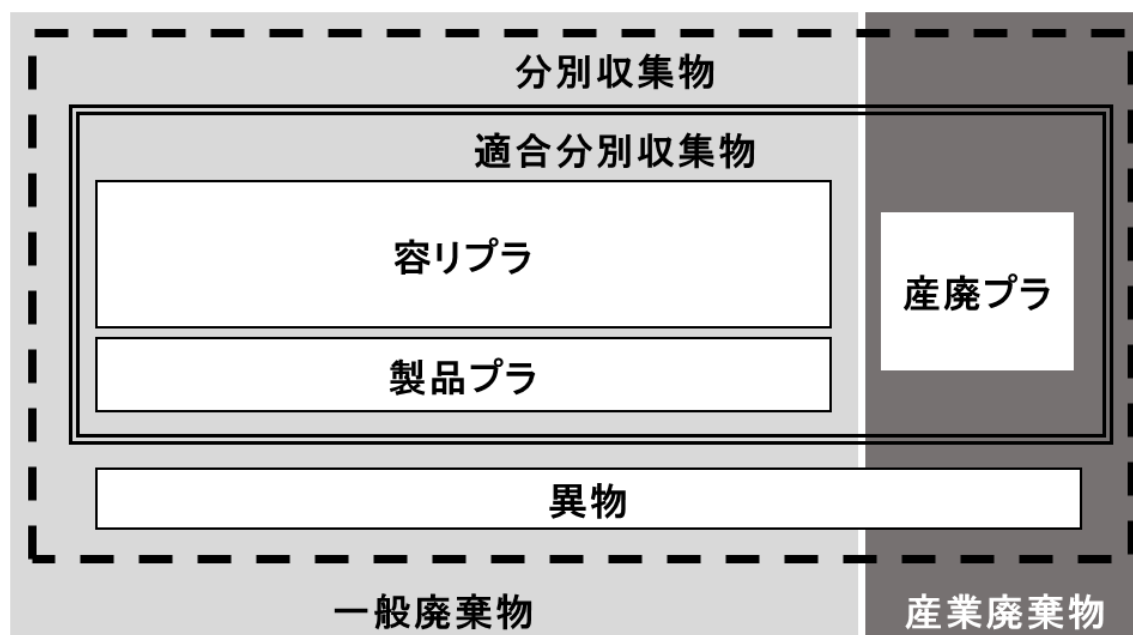 分別収集物
適合分別収集物
容リプラ
産廃プラ
製品プラ
異物
一般廃棄物
産業廃棄物